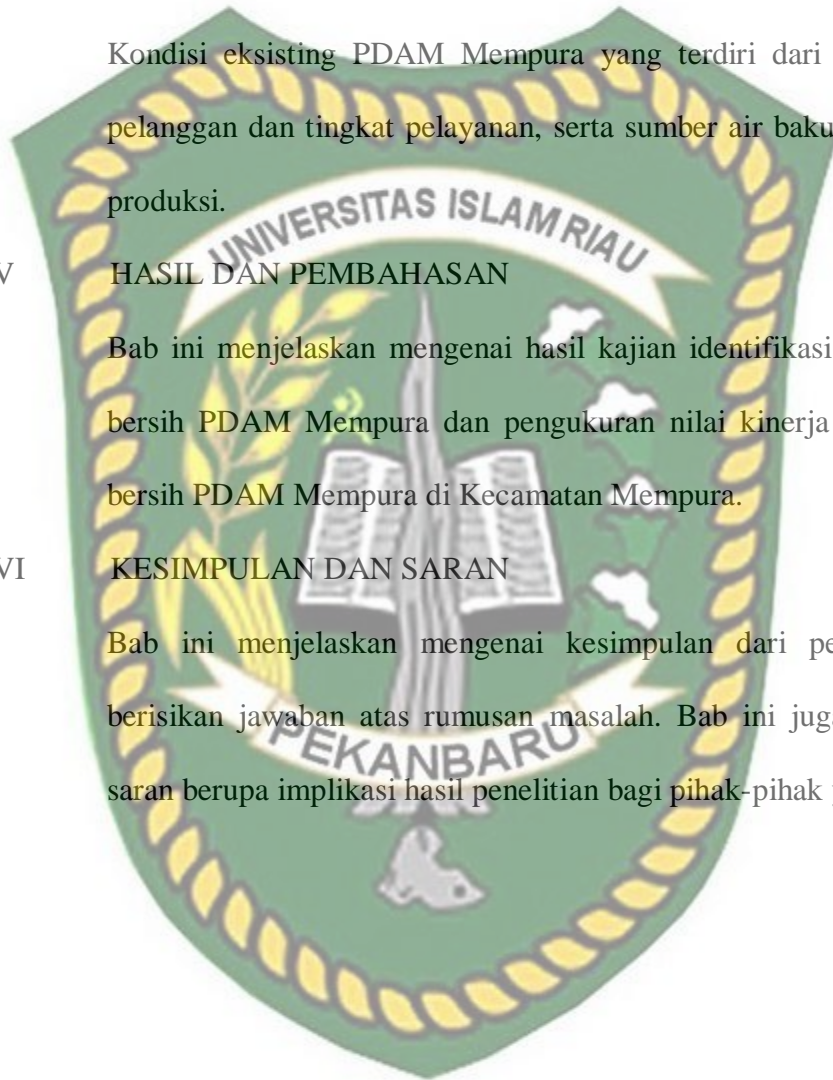 Kondisi eksisting PDAM Mempura yang terdiri dari
pelanggan dan tingkat pelayanan, serta sumber air baku
produksi.
UNIVERSITAS ISLAM RIAU
V HASIL DAN PEMBAHASAN
Bab ini menjelaskan mengenai hasil kajian identifikasi
bersih PDAM Mempura dan pengukuran nilai kinerja
bersih PDAM Mempura di Kecamatan Mempura.
VI KESIMPULAN DAN SARAN
Bab ini menjelaskan mengenai kesimpulan dari pe
berisikan jawaban atas rumusan masalah. Bab ini juga
PEKANBARU
saran berupa implikasi hasil penelitian bagi pihak-pihak